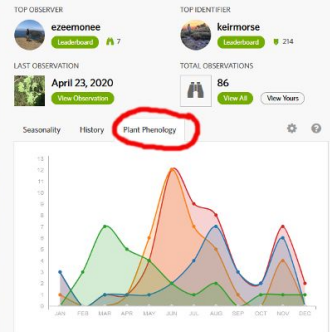 TOP OBSERVER
TOP IDENTIFIER
ezeemonee
Leaderboard 7
keirmorse
Leaderboard 214
LAST OBSERVATION
TOTAL OBSERVATIONS
April 23, 2020
View Observation
86
View All View Yours
Seasonality History Plant Phenology
13
12
11
10
9
8
7
6
5
4
3
2
1
0
JAN FEB MAR APR MAY JUN JUL AUG SEP OCT NOV DEC